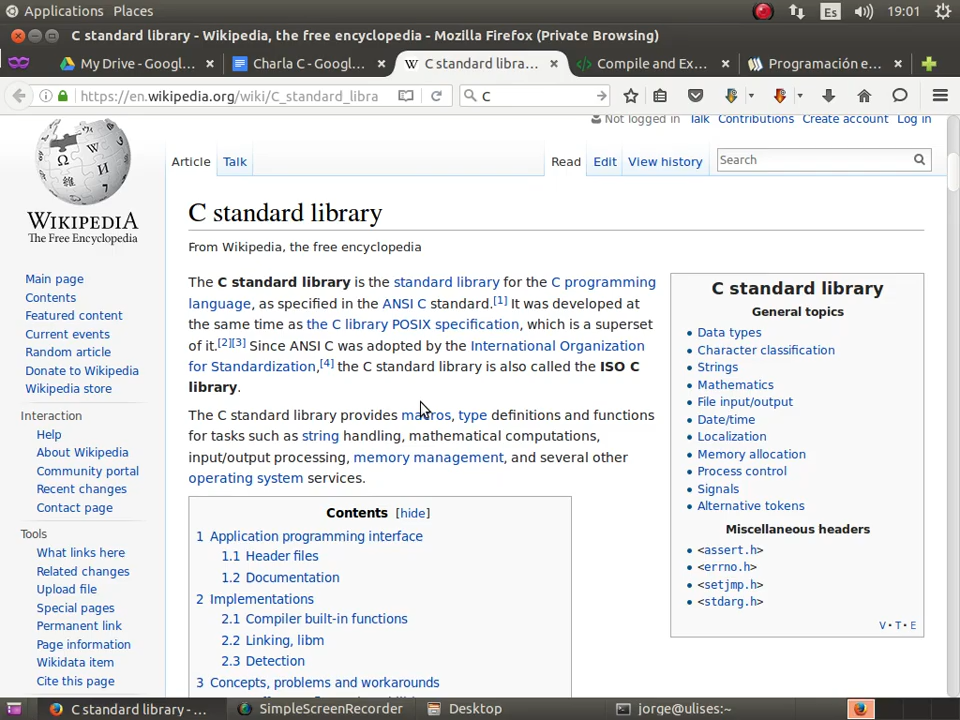 Applications Places Es 19:01
C standard library - Wikipedia, the free encyclopedia - Mozilla Firefox (Private Browsing)
My Drive - Googl... Charla C - Googl... W C standard libra... Compile and Ex... Programación e...
https://en.wikipedia.org/wiki/C_standard_libra C
Not logged in Talk Contributions Create account Log in
Article Talk Read Edit View history Search
WIKIPEDIA
The Free Encyclopedia
Main page
Contents
Featured content
Current events
Random article
Donate to Wikipedia
Wikipedia store
Interaction
Help
About Wikipedia
Community portal
Recent changes
Contact page
Tools
What links here
Related changes
Upload file
Special pages
Permanent link
Page information
Wikidata item
Cite this page
C standard library
From Wikipedia, the free encyclopedia
The C standard library is the standard library for the C programming
language, as specified in the ANSI C standard.[1] It was developed at
the same time as the C library POSIX specification, which is a superset
of it.[2][3] Since ANSI C was adopted by the International Organization
for Standardization,[4] the C standard library is also called the ISO C
library.
The C standard library provides macros, type definitions and functions
for tasks such as string handling, mathematical computations,
input/output processing, memory management, and several other
operating system services.
Contents [hide]
1 Application programming interface
1.1 Header files
1.2 Documentation
2 Implementations
2.1 Compiler built-in functions
2.2 Linking, libm
2.3 Detection
3 Concepts, problems and workarounds
C standard library
General topics
• Data types
• Character classification
• Strings
• Mathematics
• File input/output
• Date/time
• Localization
• Memory allocation
• Process control
• Signals
• Alternative tokens
Miscellaneous headers
• <assert.h>
• <errno.h>
• <setjmp.h>
• <stdarg.h>
V • T • E
C standard library - ... SimpleScreenRecorder Desktop jorge@ulises:~